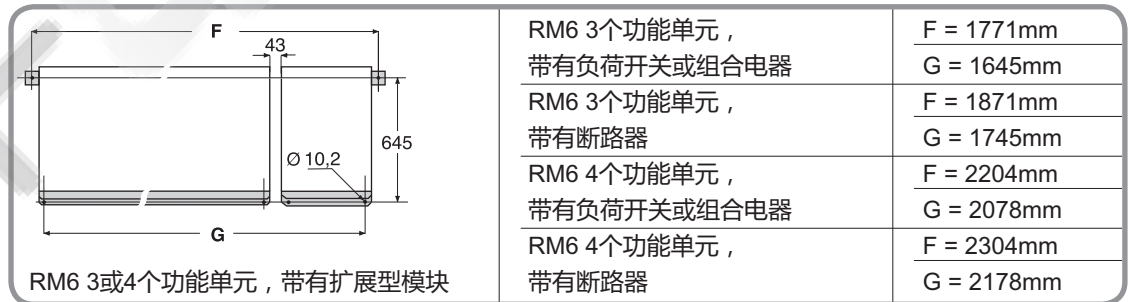 F
43
645
Ø 10,2
G
RM6 3或4个功能单元，带有扩展型模块
RM6 3个功能单元，
带有负荷开关或组合电器
F = 1771mm
G = 1645mm
RM6 3个功能单元，
带有断路器
F = 1871mm
G = 1745mm
RM6 4个功能单元，
带有负荷开关或组合电器
F = 2204mm
G = 2078mm
RM6 4个功能单元，
带有断路器
F = 2304mm
G = 2178mm